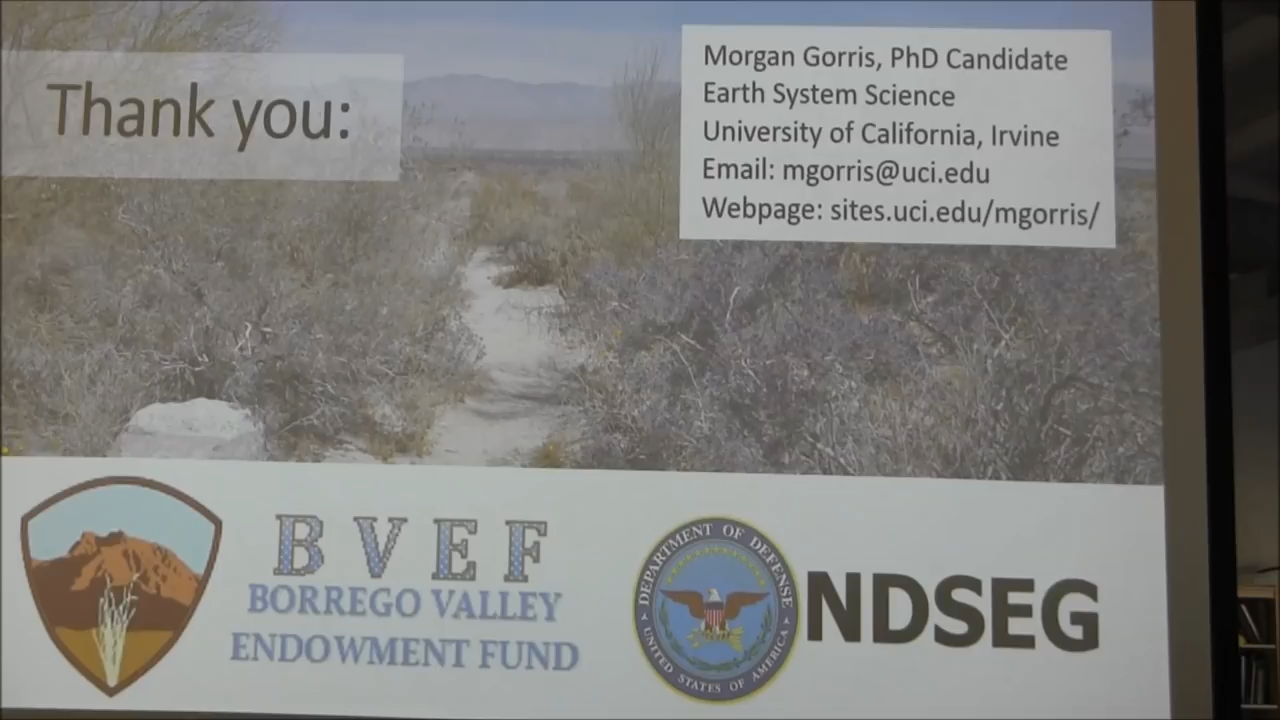 Thank you:
Morgan Gorris, PhD Candidate
Earth System Science
University of California, Irvine
Email: mgorris@uci.edu
Webpage: sites.uci.edu/mgorris/
BVEF
BORREGO VALLEY
ENDOWMENT FUND
DEPARTMENT OF DEFENSE
UNITED STATES OF AMERICA
NDSEG